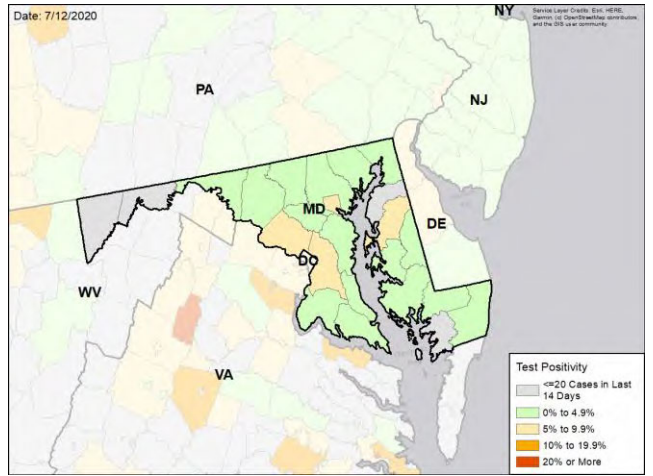 Date: 7/12/2020
NY
Service Layer Credits: Esri, HERE,
Garmin, (c) OpenStreetMap contributors,
and the GIS user community
PA
NJ
MD
DE
DC
WV
VA
Test Positivity
<=20 Cases in Last
14 Days
0% to 4.9%
5% to 9.9%
10% to 19.9%
20% or More